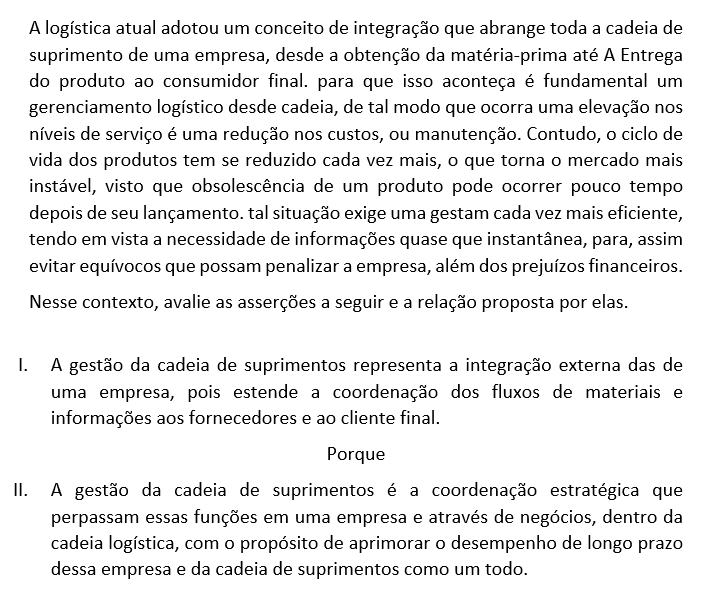 A logística atual adotou um conceito de integração que abrange toda a cadeia de
suprimento de uma empresa, desde a obtenção da matéria-prima até A Entrega
do produto ao consumidor final. para que isso aconteça é fundamental um
gerenciamento logístico desde cadeia, de tal modo que ocorra uma elevação nos
níveis de serviço é uma redução nos custos, ou manutenção. Contudo, o ciclo de
vida dos produtos tem se reduzido cada vez mais, o que torna o mercado mais
instável, visto que obsolescência de um produto pode ocorrer pouco tempo
depois de seu lançamento. tal situação exige uma gestam cada vez mais eficiente,
tendo em vista a necessidade de informações quase que instantânea, para, assim
evitar equívocos que possam penalizar a empresa, além dos prejuízos financeiros.
Nesse contexto, avalie as asserções a seguir e a relação proposta por elas.
I. A gestão da cadeia de suprimentos representa a integração externa das de
uma empresa, pois estende a coordenação dos fluxos de materiais e
informações aos fornecedores e ao cliente final.
Porque
II. A gestão da cadeia de suprimentos é a coordenação estratégica que
perpassam essas funções em uma empresa e através de negócios, dentro da
cadeia logística, com o propósito de aprimorar o desempenho de longo prazo
dessa empresa e da cadeia de suprimentos como um todo.